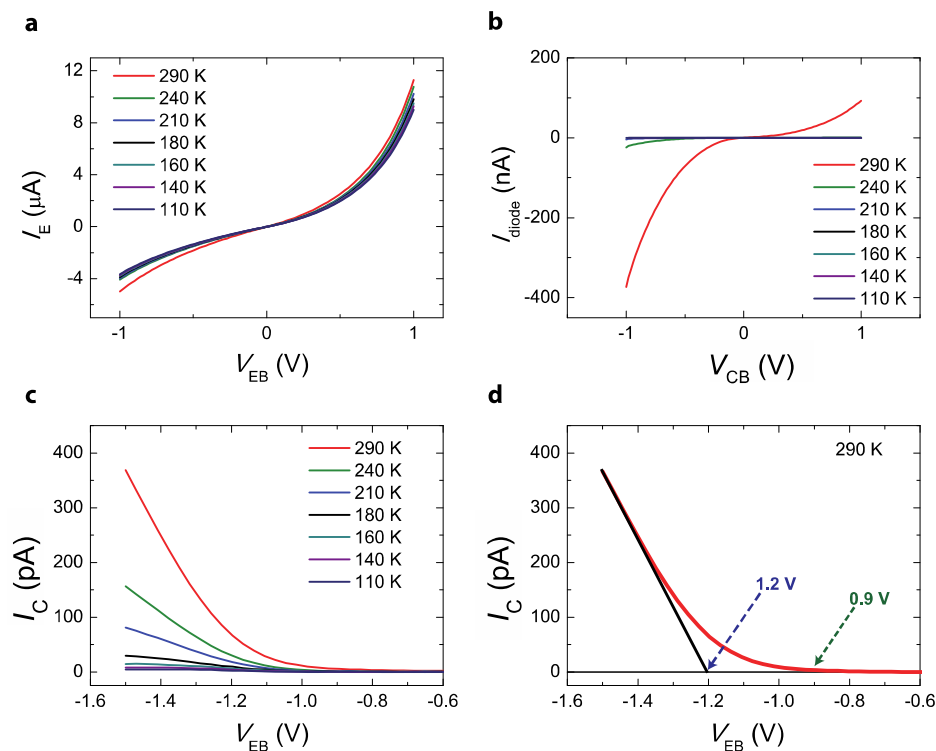 a
12
8
4
0
-4
I_E (μA)
290 K
240 K
210 K
180 K
160 K
140 K
110 K
-1
0
1
V_EB (V)
b
200
0
-200
-400
I_diode (nA)
290 K
240 K
210 K
180 K
160 K
140 K
110 K
-1
0
1
V_CB (V)
c
400
300
200
100
0
I_C (pA)
290 K
240 K
210 K
180 K
160 K
140 K
110 K
-1.6
-1.4
-1.2
-1.0
-0.8
-0.6
V_EB (V)
d
400
300
200
100
0
I_C (pA)
290 K
1.2 V
0.9 V
-1.6
-1.4
-1.2
-1.0
-0.8
-0.6
V_EB (V)